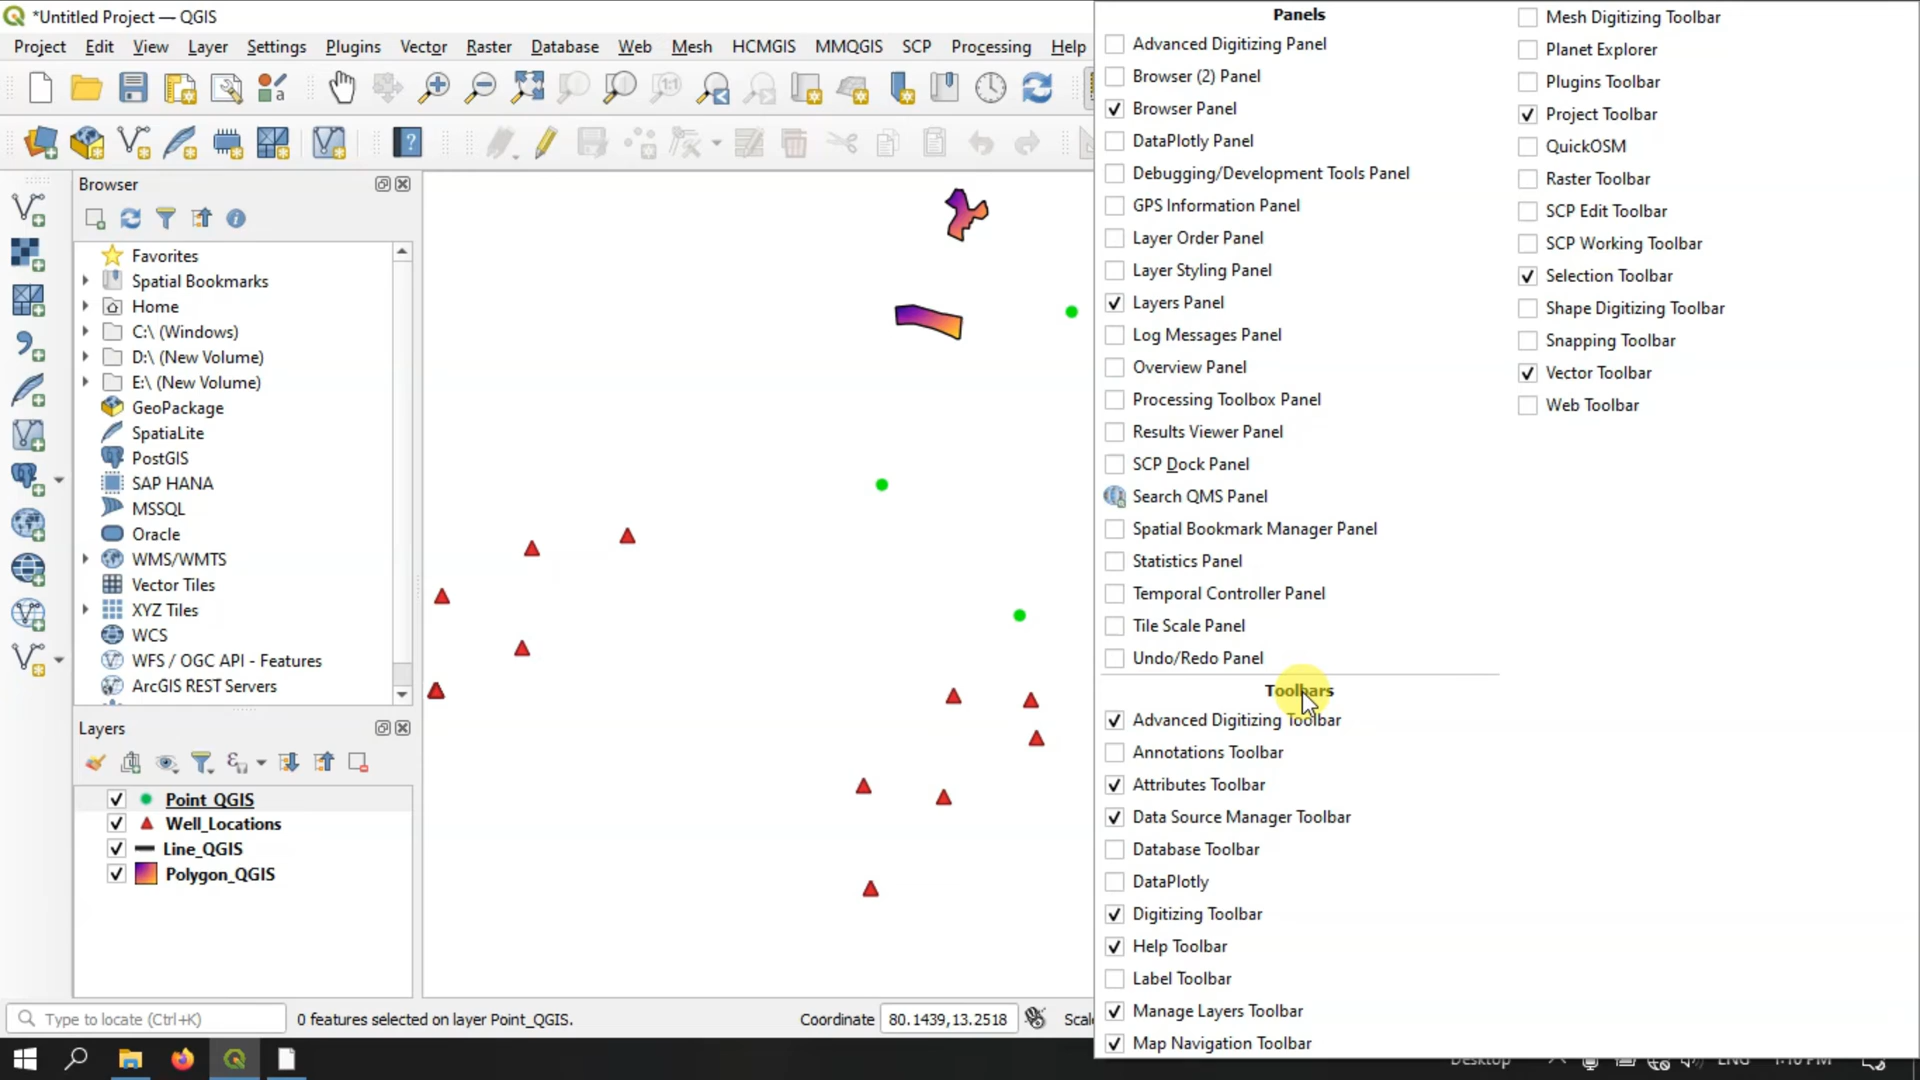 *Untitled Project — QGIS
Project Edit View Layer Settings Plugins Vector Raster Database Web Mesh HCMGIS MMQGIS SCP Processing Help
Browser
Favorites
Spatial Bookmarks
Home
C:\ (Windows)
D:\ (New Volume)
E:\ (New Volume)
GeoPackage
SpatiaLite
PostGIS
SAP HANA
MSSQL
Oracle
WMS/WMTS
Vector Tiles
XYZ Tiles
WCS
WFS / OGC API - Features
ArcGIS REST Servers
Layers
Point_QGIS
Well_Locations
Line_QGIS
Polygon_QGIS
Type to locate (Ctrl+K)
0 features selected on layer Point_QGIS.
Coordinate 80.1439,13.2518
Panels
Advanced Digitizing Panel
Browser (2) Panel
Browser Panel
DataPlotly Panel
Debugging/Development Tools Panel
GPS Information Panel
Layer Order Panel
Layer Styling Panel
Layers Panel
Log Messages Panel
Overview Panel
Processing Toolbox Panel
Results Viewer Panel
SCP Dock Panel
Search QMS Panel
Spatial Bookmark Manager Panel
Statistics Panel
Temporal Controller Panel
Tile Scale Panel
Undo/Redo Panel
Toolbars
Advanced Digitizing Toolbar
Annotations Toolbar
Attributes Toolbar
Data Source Manager Toolbar
Database Toolbar
DataPlotly
Digitizing Toolbar
Help Toolbar
Label Toolbar
Manage Layers Toolbar
Map Navigation Toolbar
Mesh Digitizing Toolbar
Planet Explorer
Plugins Toolbar
Project Toolbar
QuickOSM
Raster Toolbar
SCP Edit Toolbar
SCP Working Toolbar
Selection Toolbar
Shape Digitizing Toolbar
Snapping Toolbar
Vector Toolbar
Web Toolbar
Desktop